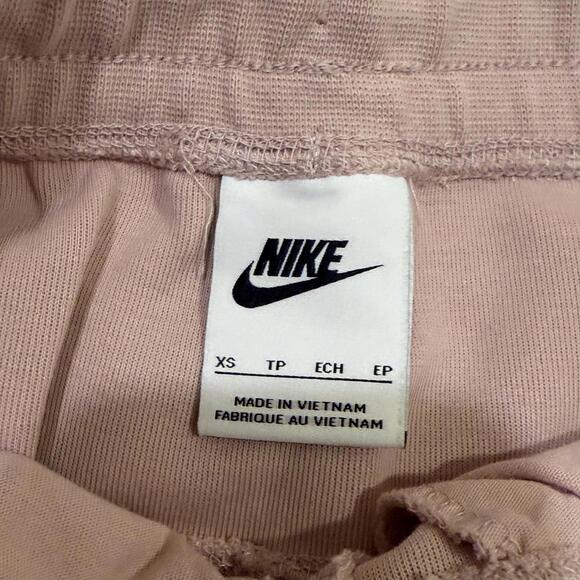 NIKE
XS TP ECH EP
MADE IN VIETNAM
FABRIQUE AU VIETNAM